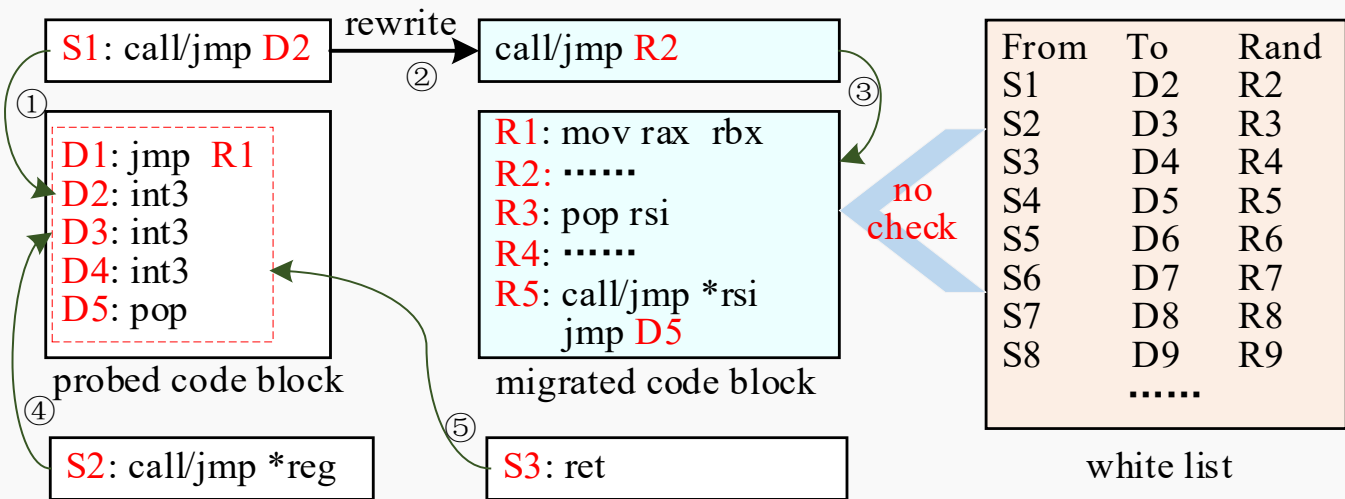 S1: call/jmp D2
rewrite
②
call/jmp R2
①
③
D1: jmp R1
D2: int3
D3: int3
D4: int3
D5: pop
probed code block
R1: mov rax rbx
R2: ······
R3: pop rsi
R4: ······
R5: call/jmp *rsi
jmp D5
migrated code block
no
check
From To Rand
S1 D2 R2
S2 D3 R3
S3 D4 R4
S4 D5 R5
S5 D6 R6
S6 D7 R7
S7 D8 R8
S8 D9 R9
······
white list
④
S2: call/jmp *reg
⑤
S3: ret